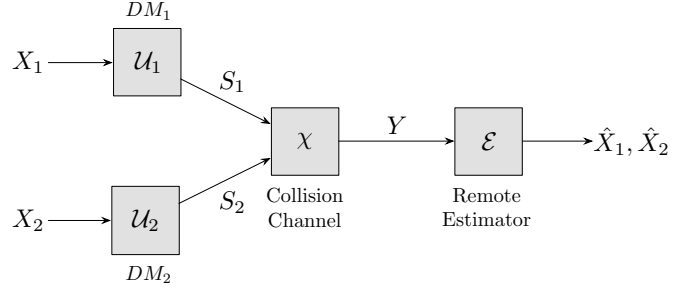 DM₁
X₁ 𝒰₁ S₁
χ Y ℰ X̂₁, X̂₂
Collision Channel
Remote Estimator
X₂ 𝒰₂ S₂
DM₂